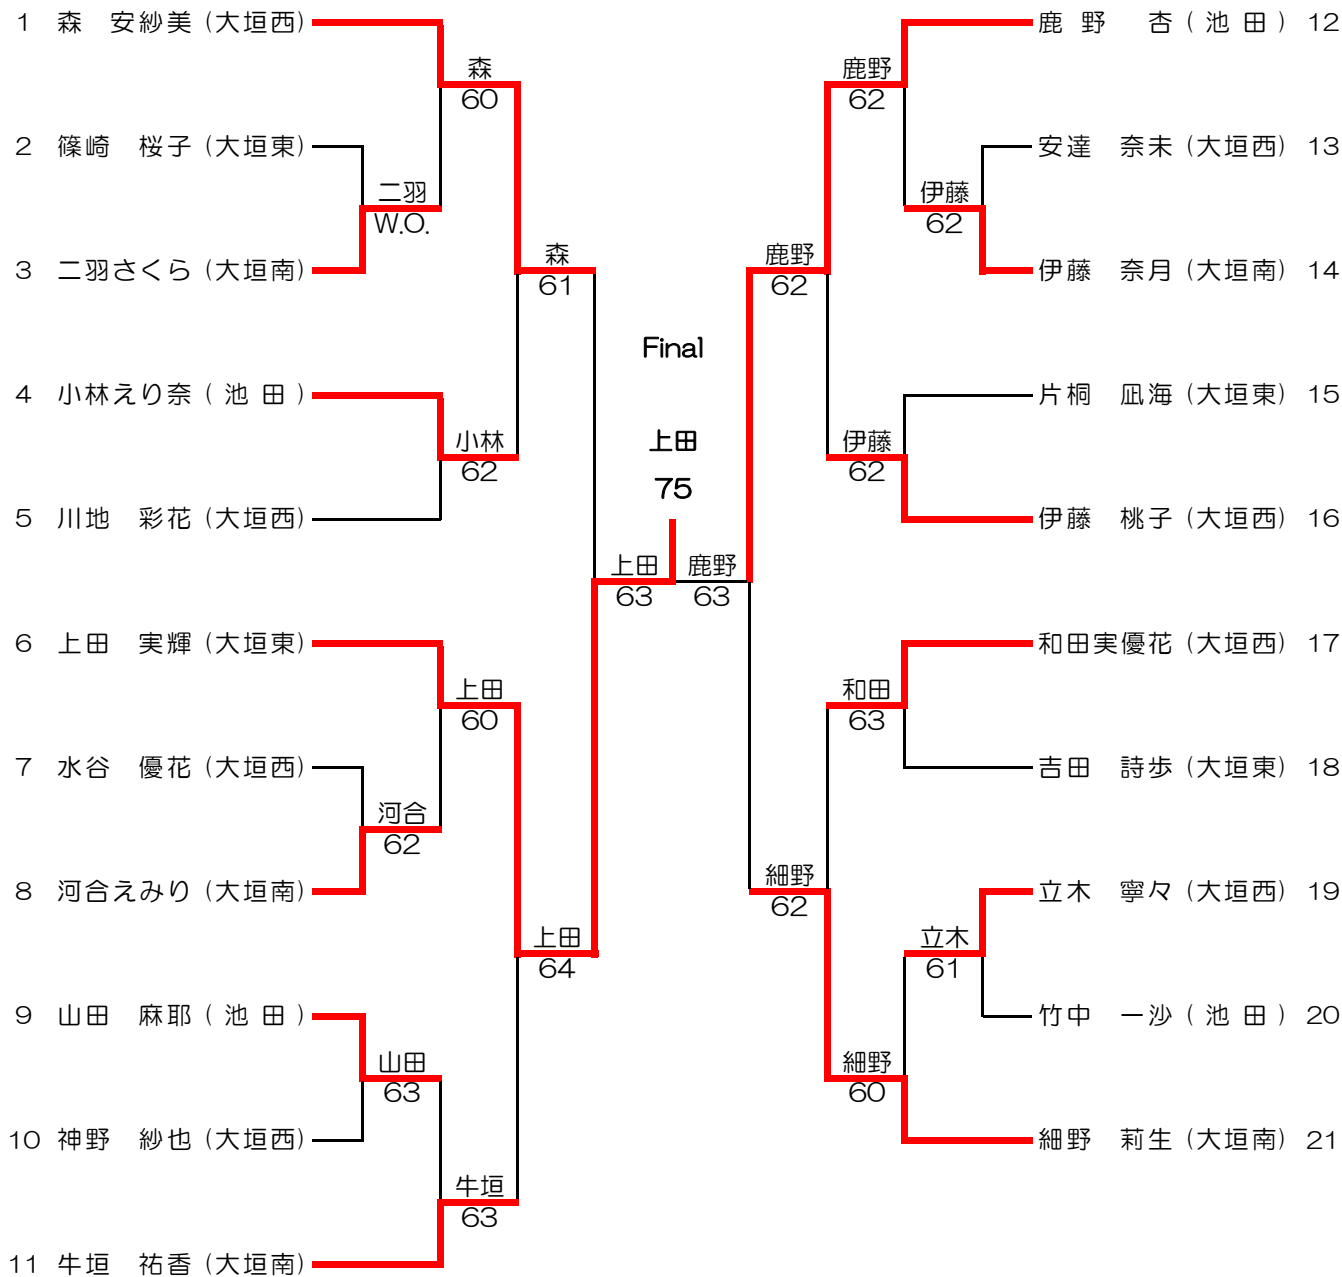 1 森 安紗美 (大垣西)
森
60
2 篠崎 桜子 (大垣東)
二羽
W.O.
3 二羽さくら (大垣南)
森
61
4 小林えり奈 ( 池 田 )
小林
62
5 川地 彩花 (大垣西)
上田
63
6 上田 実輝 (大垣東)
上田
60
7 水谷 優花 (大垣西)
河合
62
8 河合えみり (大垣南)
上田
64
9 山田 麻耶 ( 池 田 )
山田
63
10 神野 紗也 (大垣西)
牛垣
63
11 牛垣 祐香 (大垣南)
Final
上田
75
鹿 野 杏 ( 池 田 ) 12
鹿野
62
安達 奈未 (大垣西) 13
伊藤
62
伊藤 奈月 (大垣南) 14
鹿野
62
片桐 凪海 (大垣東) 15
伊藤
62
伊藤 桃子 (大垣西) 16
鹿野
63
和田実優花 (大垣西) 17
和田
63
吉田 詩歩 (大垣東) 18
細野
62
立木 寧々 (大垣西) 19
立木
61
竹中 一沙 ( 池 田 ) 20
細野
60
細野 莉生 (大垣南) 21